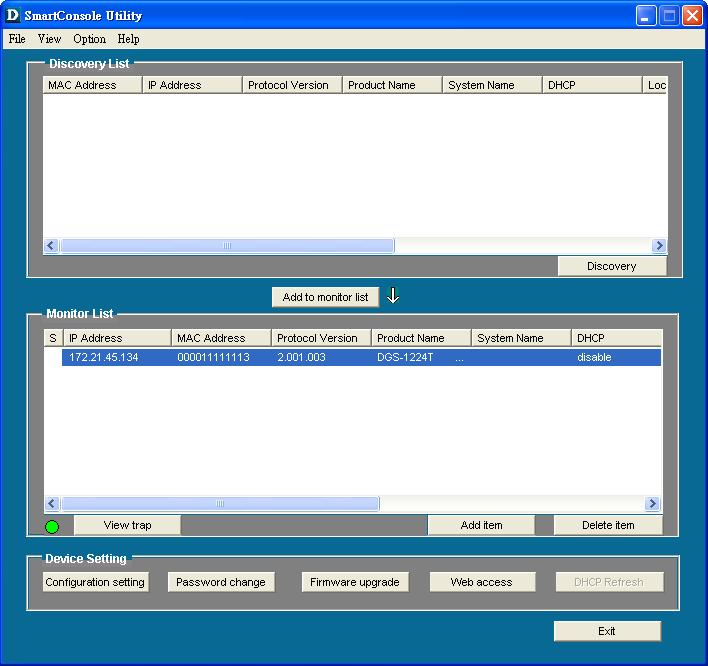 D SmartConsole Utility
File View Option Help
Discovery List
MAC Address IP Address Protocol Version Product Name System Name DHCP Loc
Discovery
Add to monitor list
Monitor List
S IP Address MAC Address Protocol Version Product Name System Name DHCP
172.21.45.134 000011111113 2.001.003 DGS-1224T ... disable
View trap Add item Delete item
Device Setting
Configuration setting Password change Firmware upgrade Web access DHCP Refresh
Exit